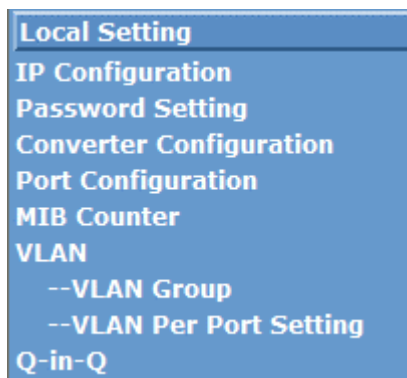 Local Setting
IP Configuration
Password Setting
Converter Configuration
Port Configuration
MIB Counter
VLAN
--VLAN Group
--VLAN Per Port Setting
Q-in-Q